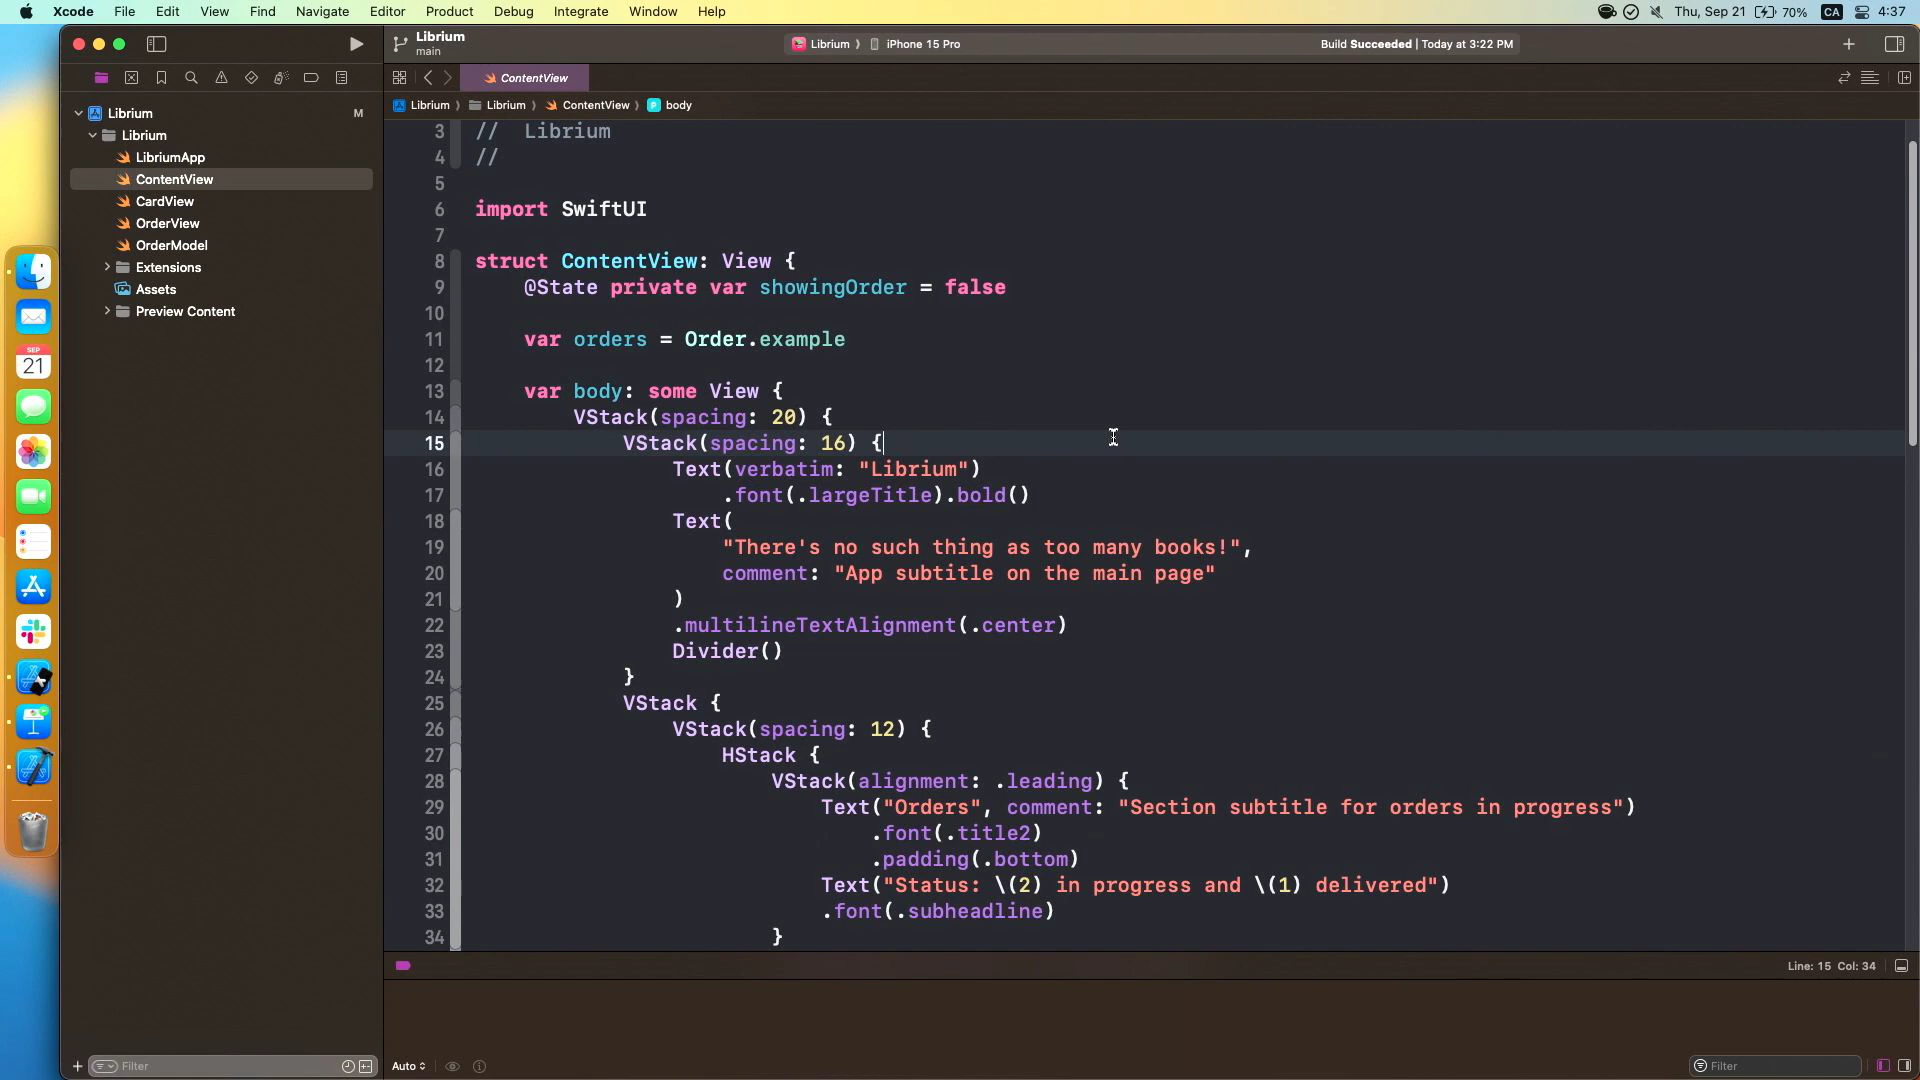 Xcode File Edit View Find Navigate Editor Product Debug Integrate Window Help
Thu, Sep 21 70% CA 4:37
Librium
main
Librium iPhone 15 Pro
Build Succeeded | Today at 3:22 PM
ContentView
Librium Librium ContentView P body
Librium M
Librium
LibriumApp
ContentView
CardView
OrderView
OrderModel
Extensions
Assets
Preview Content
SEP
21
3 // Librium
4 //
5
6 import SwiftUI
7
8 struct ContentView: View {
9 @State private var showingOrder = false
10
11 var orders = Order.example
12
13 var body: some View {
14 VStack(spacing: 20) {
15 VStack(spacing: 16) {
16 Text(verbatim: "Librium")
17 .font(.largeTitle).bold()
18 Text(
19 "There's no such thing as too many books!",
20 comment: "App subtitle on the main page"
21 )
22 .multilineTextAlignment(.center)
23 Divider()
24 }
25 VStack {
26 VStack(spacing: 12) {
27 HStack {
28 VStack(alignment: .leading) {
29 Text("Orders", comment: "Section subtitle for orders in progress")
30 .font(.title2)
31 .padding(.bottom)
32 Text("Status: \(2) in progress and \(1) delivered")
33 .font(.subheadline)
34 }
Line: 15 Col: 34
Filter
Auto
Filter